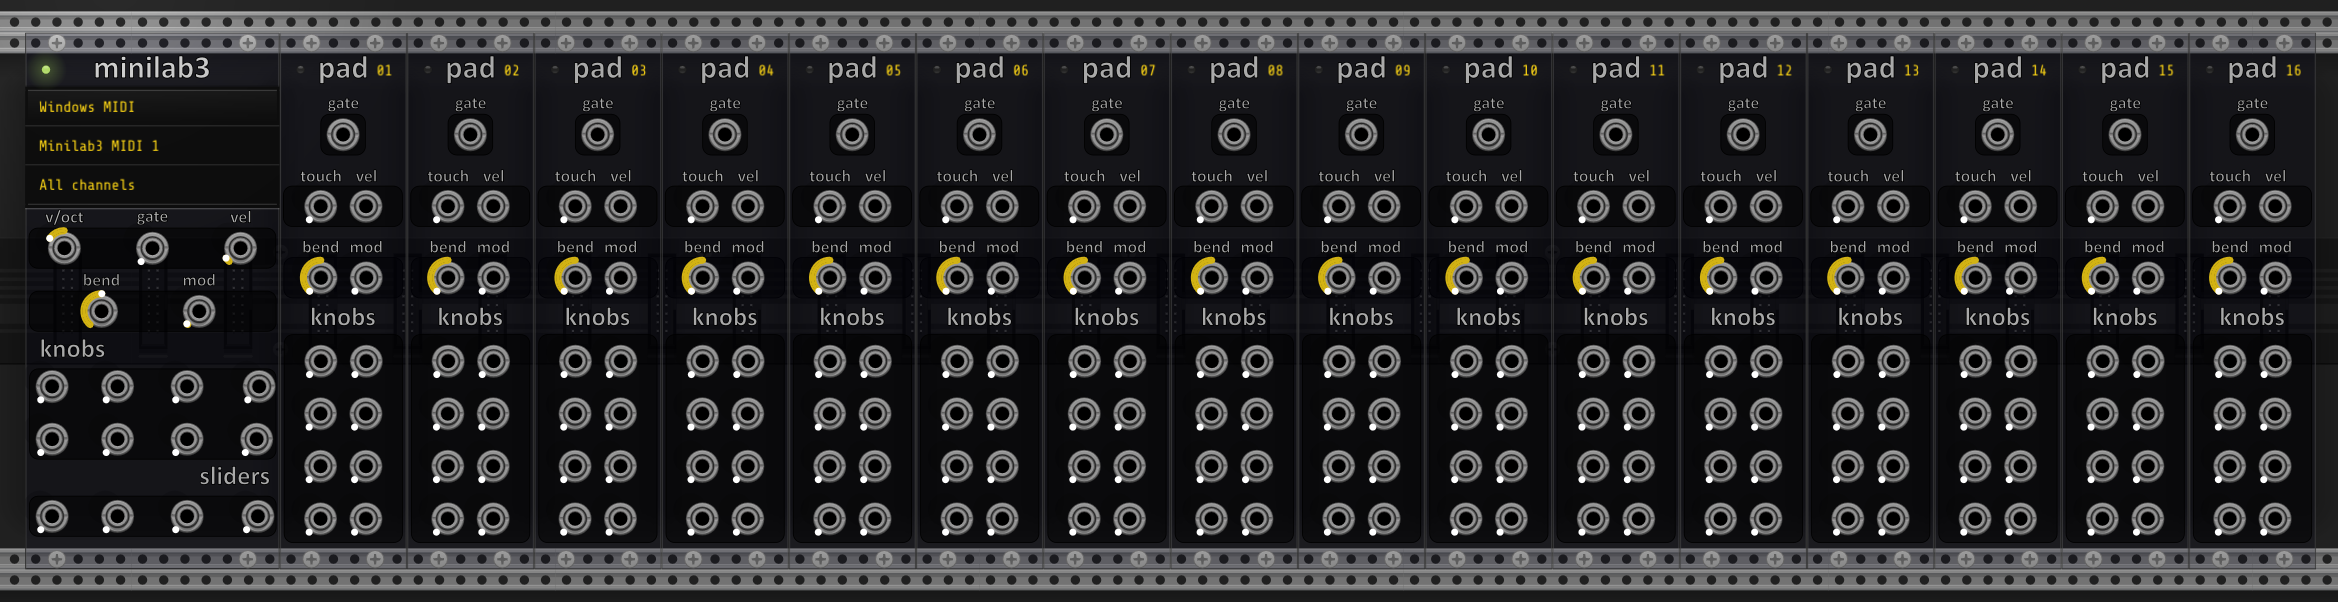 minilab3
Windows MIDI
Minilab3 MIDI 1
All channels
v/oct gate vel
bend mod
knobs
sliders
pad 01
gate
touch vel
bend mod
knobs
pad 02
gate
touch vel
bend mod
knobs
pad 03
gate
touch vel
bend mod
knobs
pad 04
gate
touch vel
bend mod
knobs
pad 05
gate
touch vel
bend mod
knobs
pad 06
gate
touch vel
bend mod
knobs
pad 07
gate
touch vel
bend mod
knobs
pad 08
gate
touch vel
bend mod
knobs
pad 09
gate
touch vel
bend mod
knobs
pad 10
gate
touch vel
bend mod
knobs
pad 11
gate
touch vel
bend mod
knobs
pad 12
gate
touch vel
bend mod
knobs
pad 13
gate
touch vel
bend mod
knobs
pad 14
gate
touch vel
bend mod
knobs
pad 15
gate
touch vel
bend mod
knobs
pad 16
gate
touch vel
bend mod
knobs